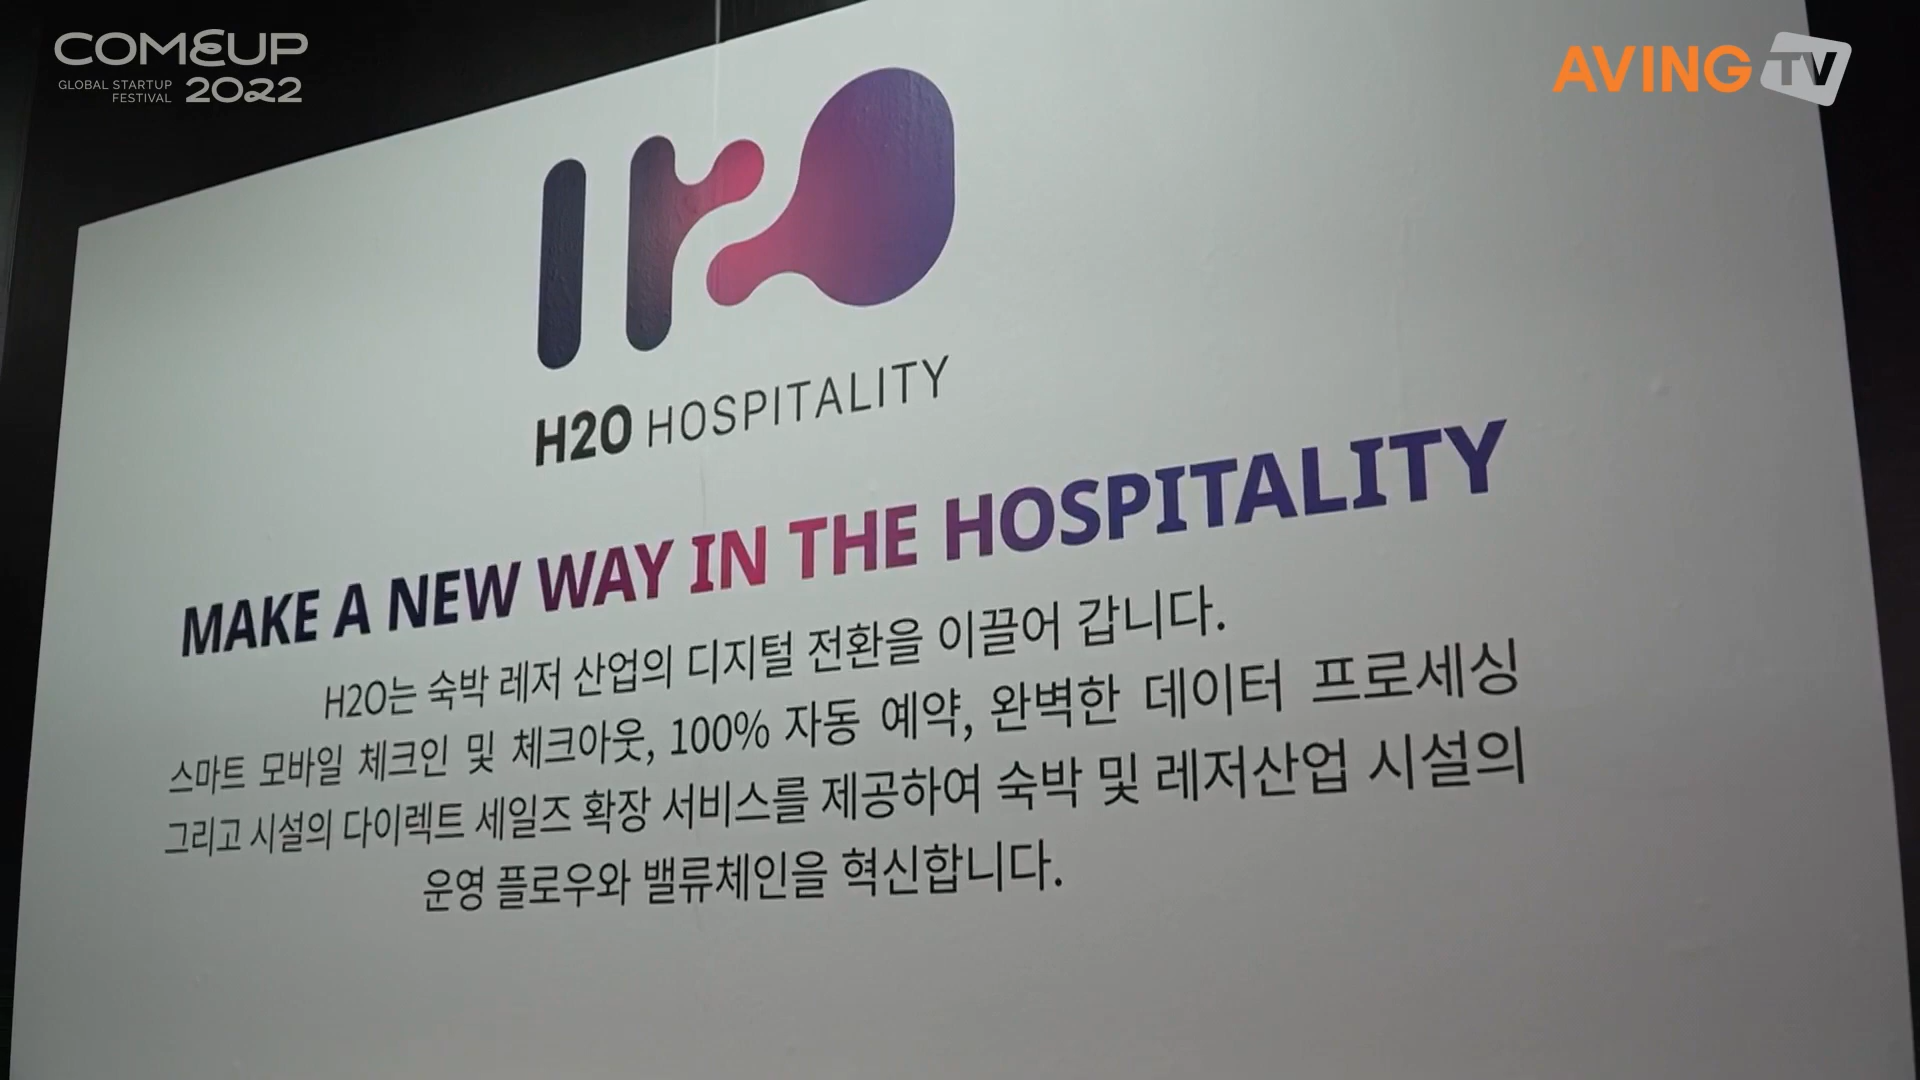 COMEUP
GLOBAL STARTUP
FESTIVAL 2022
AVING TV
H2O HOSPITALITY
MAKE A NEW WAY IN THE HOSPITALITY
H2O는 숙박 레저 산업의 디지털 전환을 이끌어 갑니다.
스마트 모바일 체크인 및 체크아웃, 100% 자동 예약, 완벽한 데이터 프로세싱
그리고 시설의 다이렉트 세일즈 확장 서비스를 제공하여 숙박 및 레저산업 시설의
운영 플로우와 밸류체인을 혁신합니다.